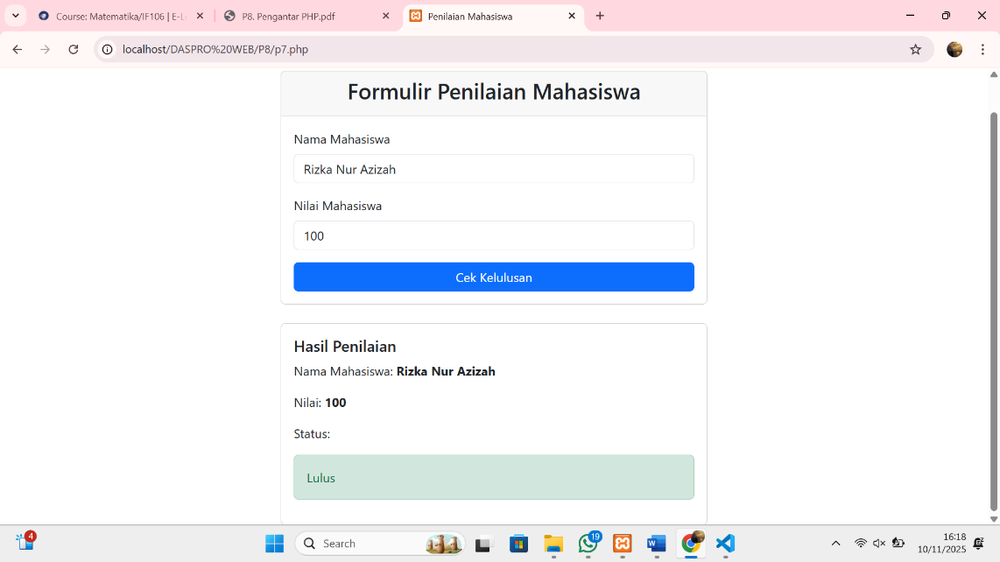 Course: Matematika/IF106 | E-L
P8. Pengantar PHP.pdf
Penilaian Mahasiswa
localhost/DASPRO%20WEB/P8/p7.php
Formulir Penilaian Mahasiswa
Nama Mahasiswa
Rizka Nur Azizah
Nilai Mahasiswa
100
Cek Kelulusan
Hasil Penilaian
Nama Mahasiswa: Rizka Nur Azizah
Nilai: 100
Status:
Lulus
4
Search
19
16:18
10/11/2025